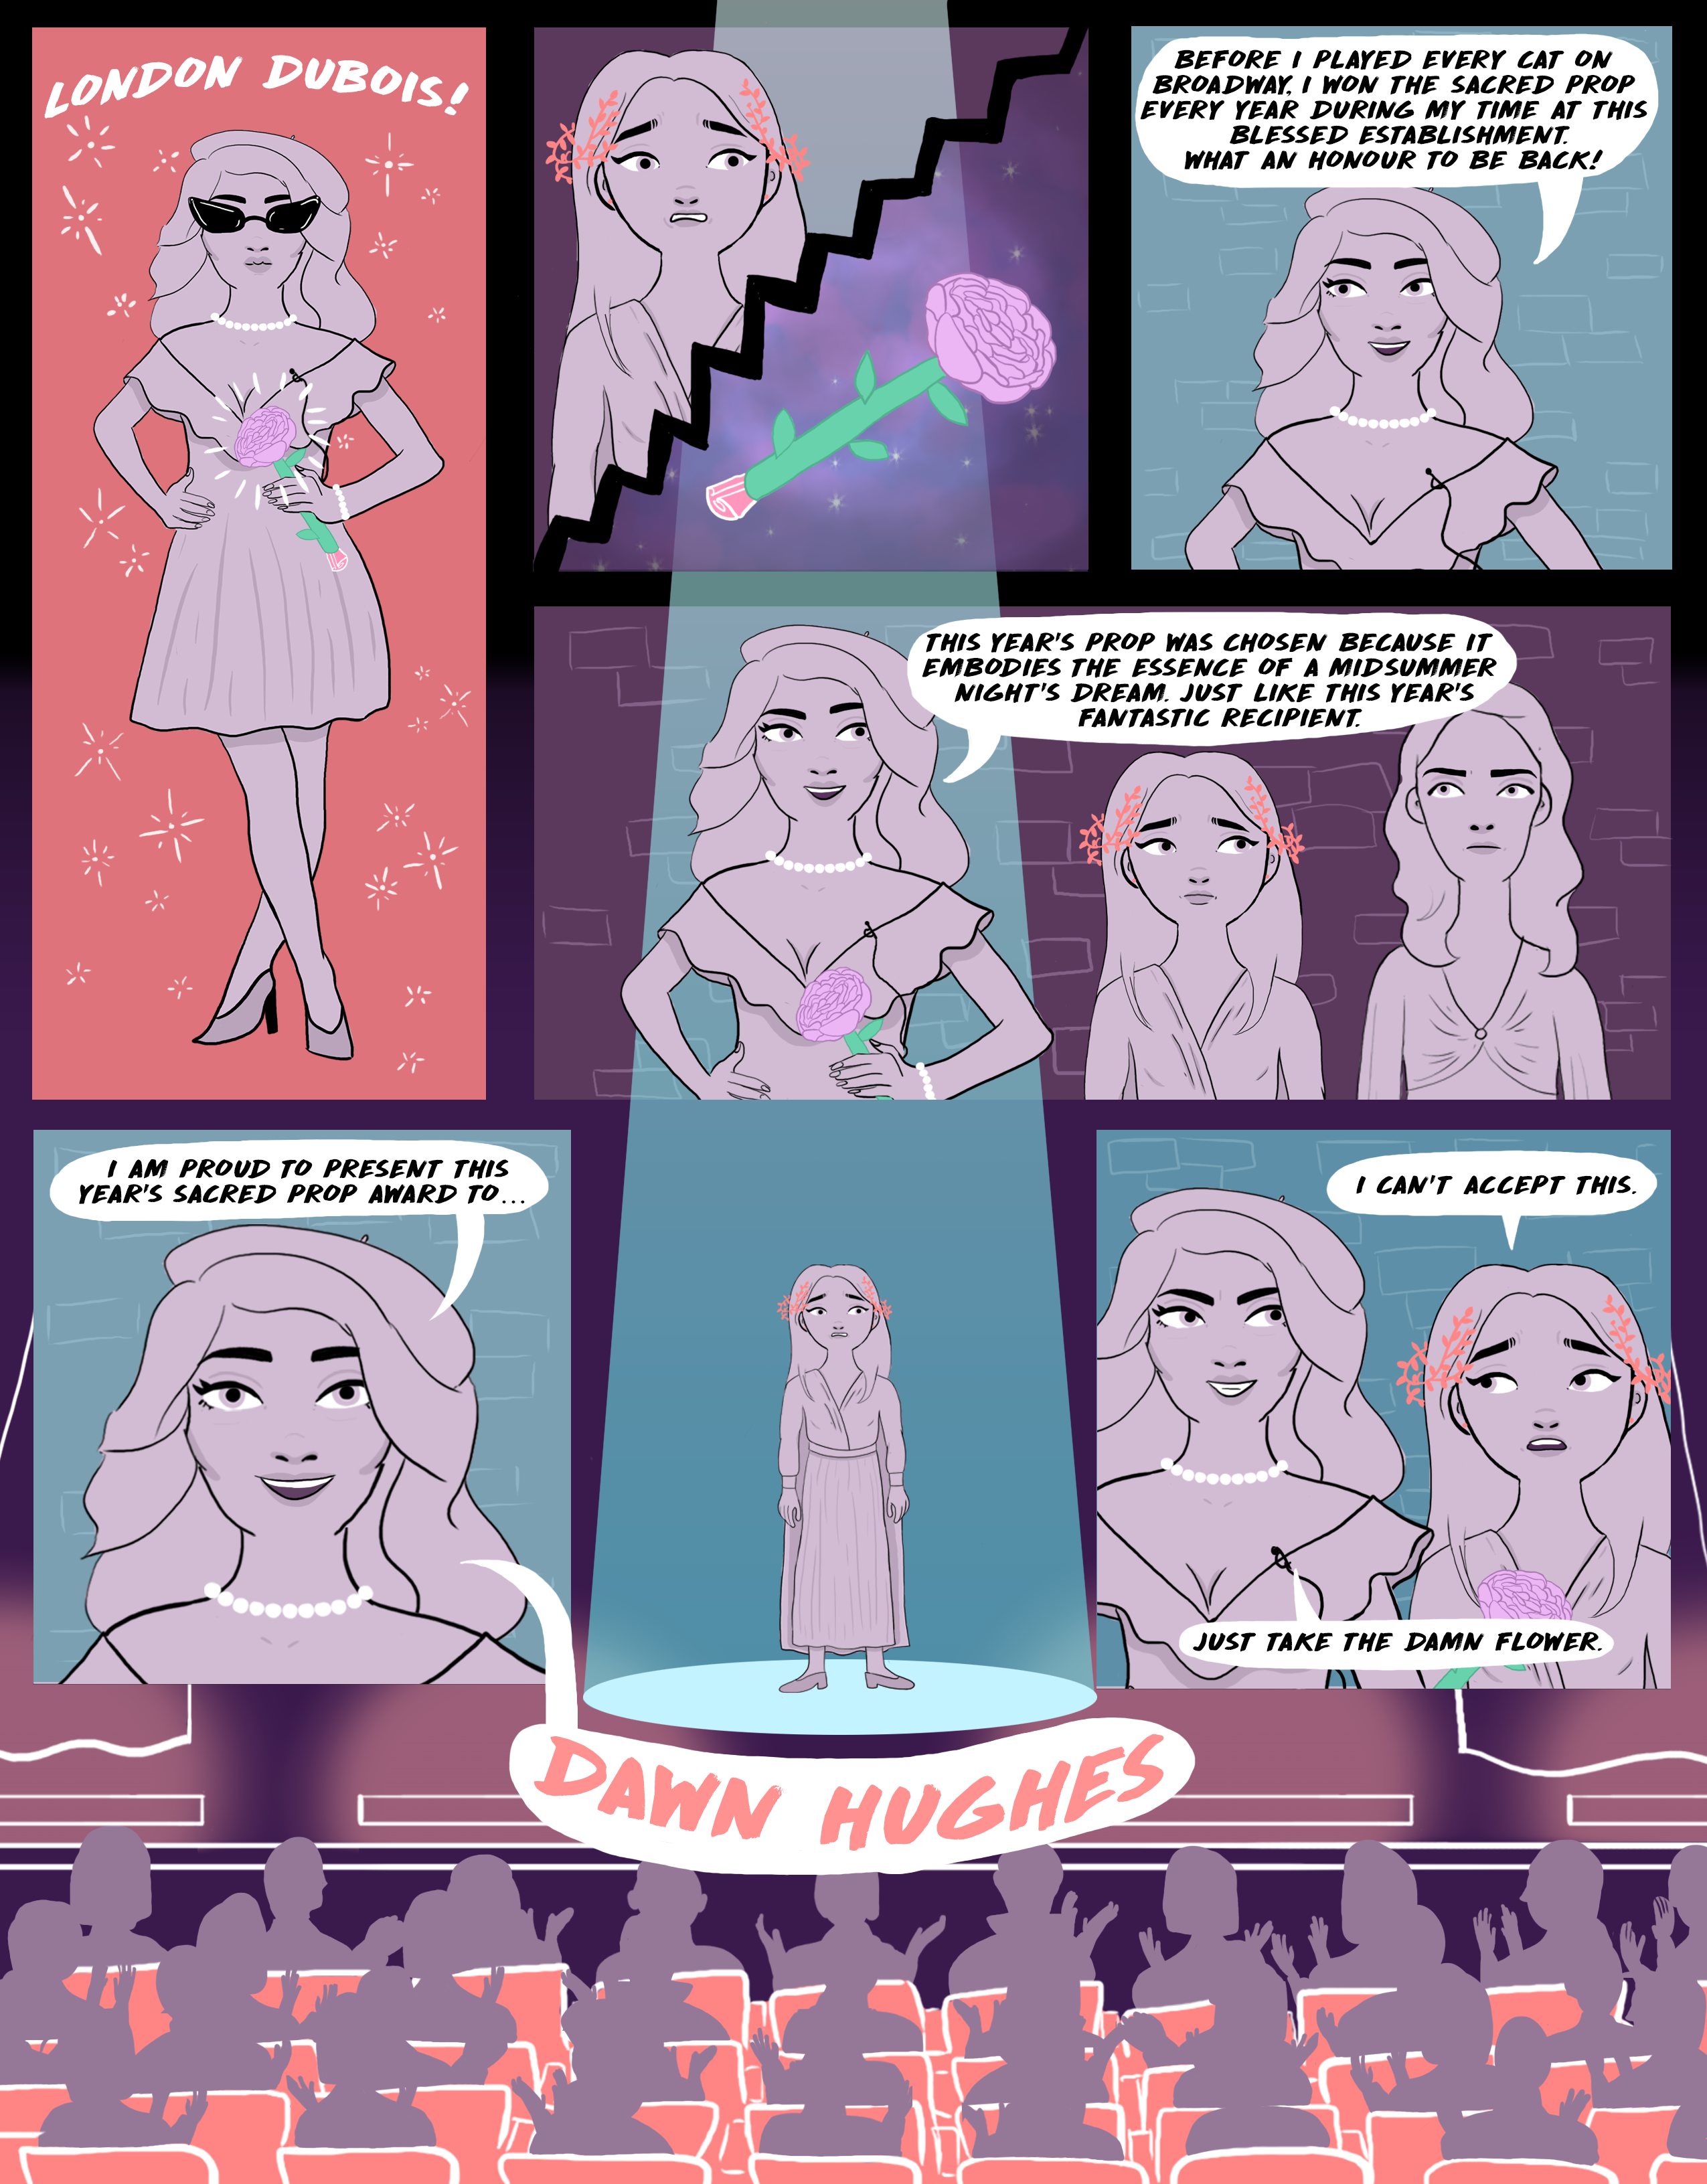 LONDON DUBOIS!
BEFORE I PLAYED EVERY CAT ON
BROADWAY, I WON THE SACRED PROP
EVERY YEAR DURING MY TIME AT THIS
BLESSED ESTABLISHMENT.
WHAT AN HONOUR TO BE BACK!
THIS YEAR'S PROP WAS CHOSEN BECAUSE IT
EMBODIES THE ESSENCE OF A MIDSUMMER
NIGHT'S DREAM. JUST LIKE THIS YEAR'S
FANTASTIC RECIPIENT.
I AM PROUD TO PRESENT THIS
YEAR'S SACRED PROP AWARD TO...
DAWN HUGHES
I CAN'T ACCEPT THIS.
JUST TAKE THE DAMN FLOWER.